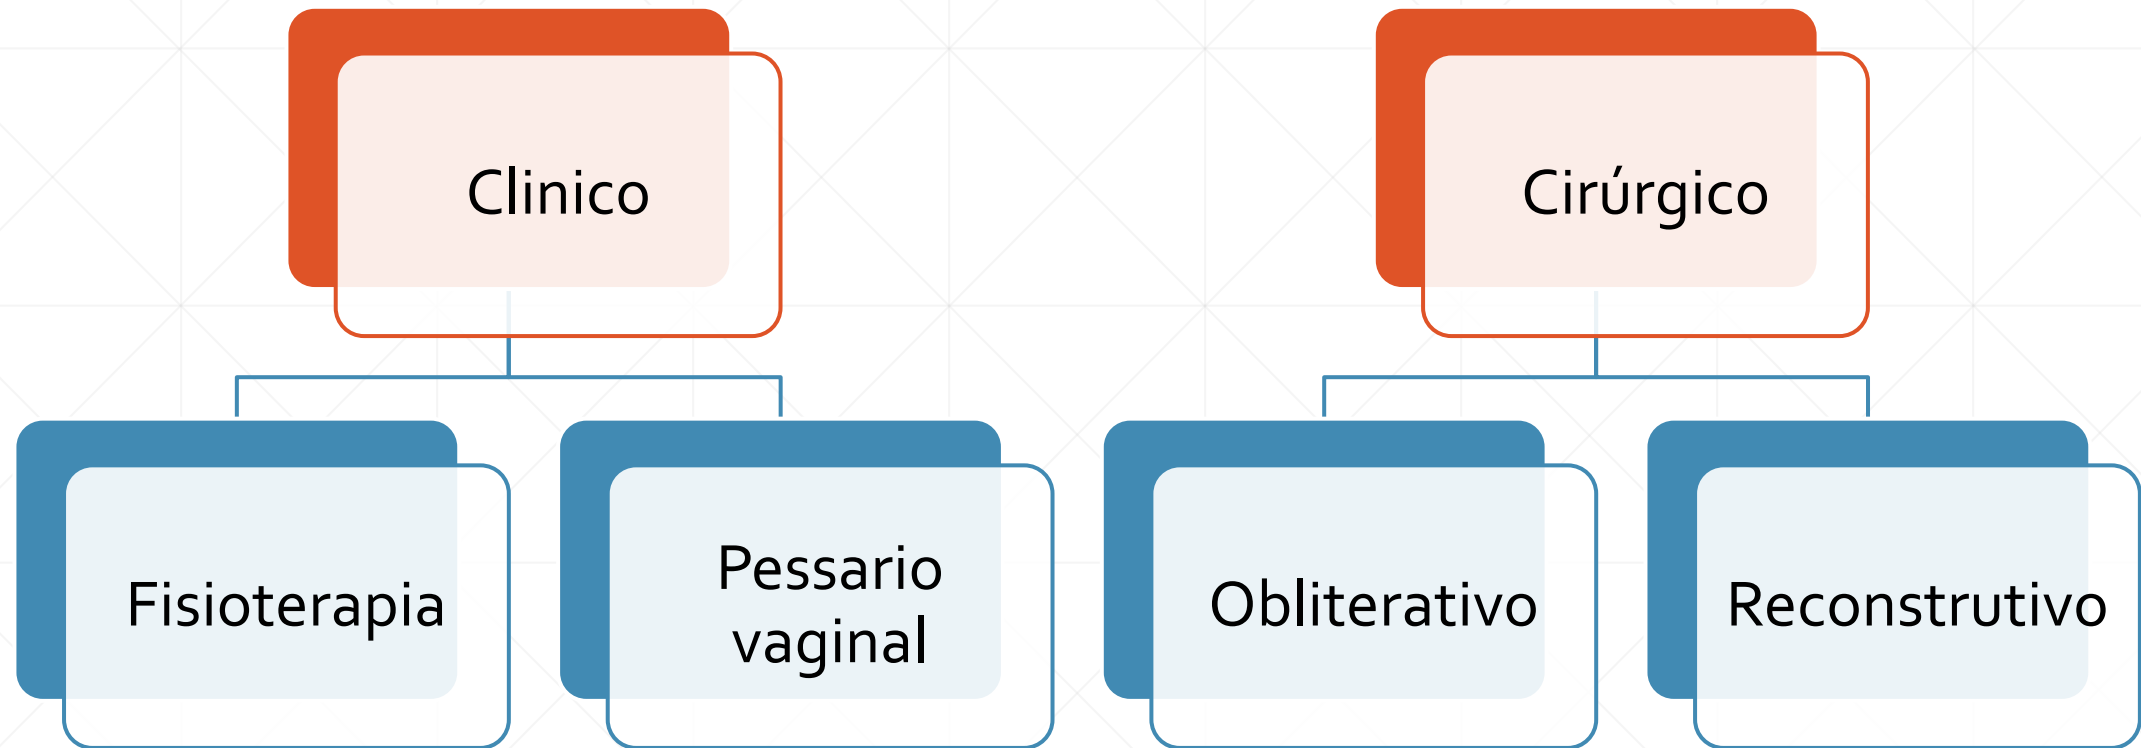 Clinico
Cirúrgico
Fisioterapia
Pessario
vaginal
Obliterativo
Reconstrutivo